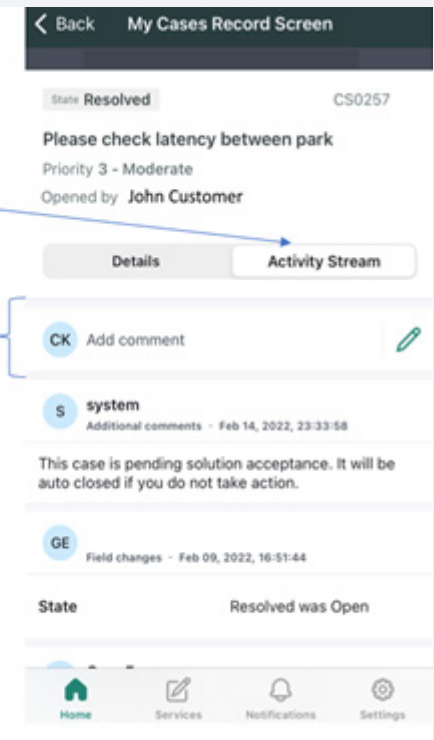 Back My Cases Record Screen
State Resolved CS0257
Please check latency between park
Priority 3 - Moderate
Opened by John Customer
Details Activity Stream
CK Add comment
S system
Additional comments - Feb 14, 2022, 23:33:58
This case is pending solution acceptance. It will be
auto closed if you do not take action.
GE
Field changes - Feb 09, 2022, 16:51:44
State Resolved was Open
Home Services Notifications Settings